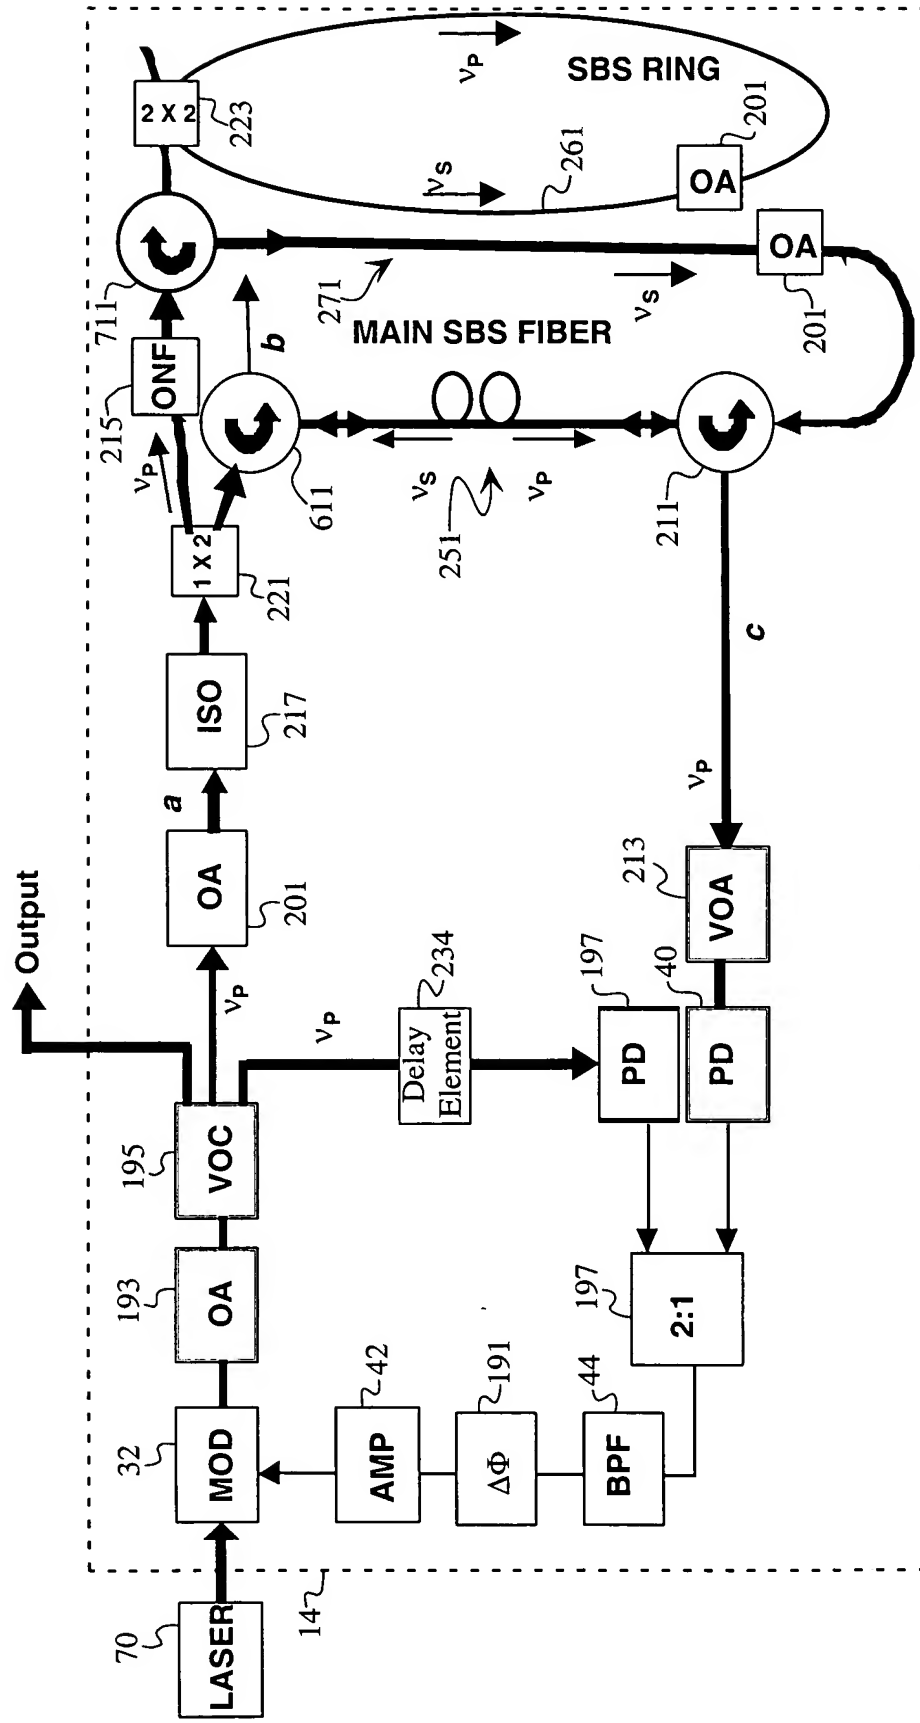 Output
70
LASER
14
32
MOD
193
OA
195
VOC
νP
OA
201
a
ISO
217
1 X 2
221
νP
215
ONF
711
2 X 2
223
611
b
νS
νP
SBS RING
261
OA
201
271
νS
OA
201
MAIN SBS FIBER
νS
251
νP
211
c
νP
213
VOA
νP
Delay
Element
234
197
PD
40
PD
197
2:1
44
BPF
191
ΔΦ
42
AMP